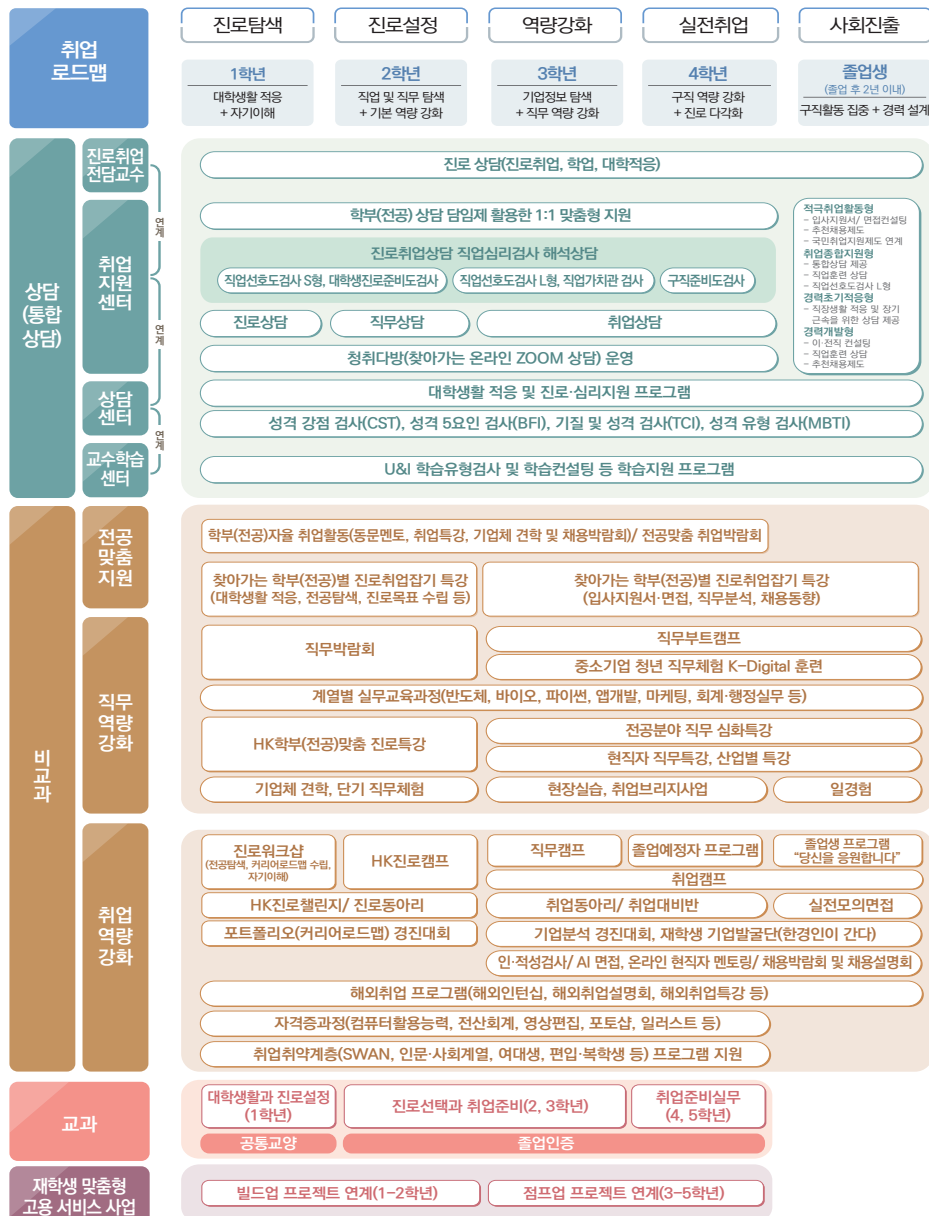 취업
로드맵
진로탐색
진로설정
역량강화
실전취업
사회진출
1학년
대학생활 적응
+ 자기이해
2학년
직업 및 직무 탐색
+ 기본 역량 강화
3학년
기업정보 탐색
+ 직무 역량 강화
4학년
구직 역량 강화
+ 진로 다각화
졸업생
(졸업 후 2년 이내)
구직활동 집중 + 경력 설계
상담
(통합
상담)
진로취업
전담교수
연계
취업
지원
센터
연계
상담
센터
연계
교수학습
센터
진로 상담(진로취업, 학업, 대학적응)
학부(전공) 상담 담임제 활용한 1:1 맞춤형 지원
진로취업상담 직업심리검사 해석상담
직업선호도검사 S형, 대학생진로준비도검사
직업선호도검사 L형, 직업가치관 검사
구직준비도검사
진로상담
직무상담
취업상담
청취다방(찾아가는 온라인 ZOOM 상담) 운영
적극취업활동형
- 입사지원서/ 면접컨설팅
- 추천채용제도
- 국민취업지원제도 연계
취업종합지원형
- 통합상담 제공
- 직업훈련 상담
- 직업선호도검사 L형
경력초기적응형
- 직장생활 적응 및 장기
근속을 위한 상담 제공
경력개발형
- 이·전직 컨설팅
- 직업훈련 상담
- 추천채용제도
대학생활 적응 및 진로·심리지원 프로그램
성격 강점 검사(CST), 성격 5요인 검사(BFI), 기질 및 성격 검사(TCI), 성격 유형 검사(MBTI)
U&I 학습유형검사 및 학습컨설팅 등 학습지원 프로그램
비교과
전공
맞춤
지원
학부(전공)자율 취업활동(동문멘토, 취업특강, 기업체 견학 및 채용박람회)/ 전공맞춤 취업박람회
찾아가는 학부(전공)별 진로취업잡기 특강
(대학생활 적응, 전공탐색, 진로목표 수립 등)
찾아가는 학부(전공)별 진로취업잡기 특강
(입사지원서·면접, 직무분석, 채용동향)
직무
역량
강화
직무박람회
직무부트캠프
중소기업 청년 직무체험 K-Digital 훈련
계열별 실무교육과정(반도체, 바이오, 파이썬, 앱개발, 마케팅, 회계·행정실무 등)
HK학부(전공)맞춤 진로특강
전공분야 직무 심화특강
현직자 직무특강, 산업별 특강
기업체 견학, 단기 직무체험
현장실습, 취업브리지사업
일경험
취업
역량
강화
진로워크샵
(전공탐색, 커리어로드맵 수립,
자기이해)
HK진로캠프
직무캠프
졸업예정자 프로그램
졸업생 프로그램
“당신을 응원합니다”
취업캠프
HK진로챌린지/ 진로동아리
취업동아리/ 취업대비반
실전모의면접
포트폴리오(커리어로드맵) 경진대회
기업분석 경진대회, 재학생 기업발굴단(한경인이 간다)
인·적성검사/ AI 면접, 온라인 현직자 멘토링/ 채용박람회 및 채용설명회
해외취업 프로그램(해외인턴십, 해외취업설명회, 해외취업특강 등)
자격증과정(컴퓨터활용능력, 전산회계, 영상편집, 포토샵, 일러스트 등)
취업취약계층(SWAN, 인문·사회계열, 여대생, 편입·복학생 등) 프로그램 지원
교과
대학생활과 진로설정
(1학년)
진로선택과 취업준비(2, 3학년)
취업준비실무
(4, 5학년)
공통교양
졸업인증
재학생 맞춤형
고용 서비스 사업
빌드업 프로젝트 연계(1-2학년)
점프업 프로젝트 연계(3-5학년)